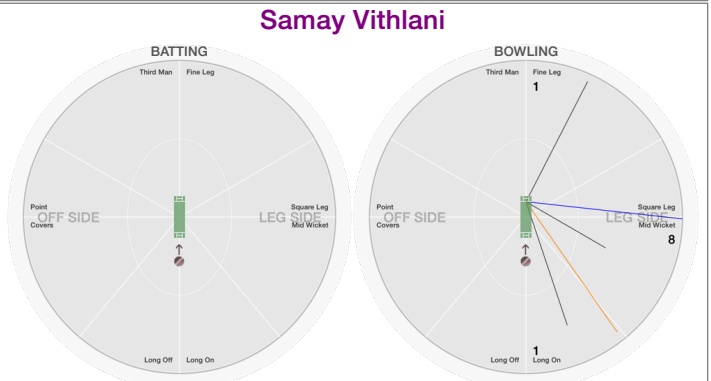 Samay Vithlani
BATTING
Third Man Fine Leg
Point
OFF SIDE
Covers
Square Leg
LEG SIDE
Mid Wicket
Long Off Long On
BOWLING
Third Man Fine Leg
1
Point
OFF SIDE
Covers
Square Leg
LEG SIDE
Mid Wicket
8
1
Long Off Long On